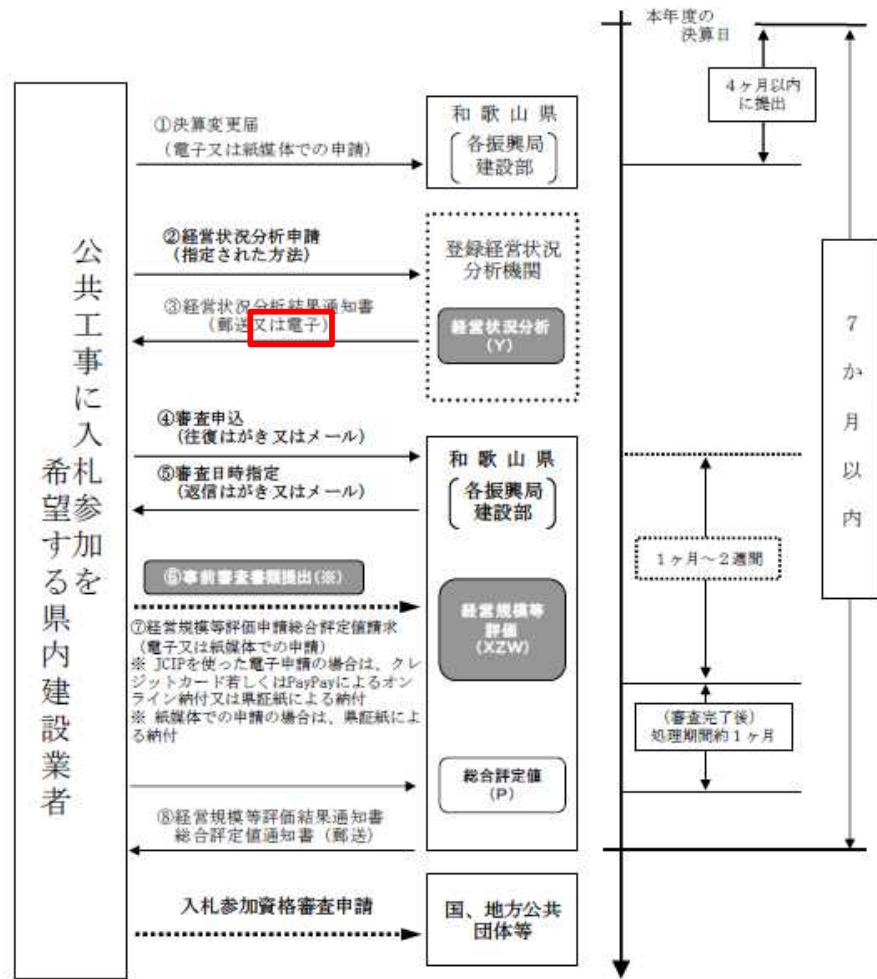 本年度の
決算日
4ヶ月以内
に提出
公共工事に入札参加を
希望する県内建設業者
①決算変更届
(電子又は紙媒体での申請)
和歌山県
各振興局
建設部
②経営状況分析申請
(指定された方法)
登録経営状況
分析機関
③経営状況分析結果通知書
(郵送又は電子)
経営状況分析
(Y)
7か月以内
④審査申込
(往復はがき又はメール)
⑤審査日時指定
(返信はがき又はメール)
和歌山県
各振興局
建設部
1ヶ月~2週間
⑥事前審査書類提出(※)
経営規模等
評価
(XZW)
⑦経営規模等評価申請総合評定値請求
(電子又は紙媒体での申請)
※ JCIPを使った電子申請の場合は、クレ
ジットカード若しくはPayPayによるオン
ライン納付又は県証紙による納付
※ 紙媒体での申請の場合は、県証紙によ
る納付
(審査完了後)
処理期間約1ヶ月
総合評定値
(P)
⑧経営規模等評価結果通知書
総合評定値通知書(郵送)
入札参加資格審査申請
国、地方公共
団体等